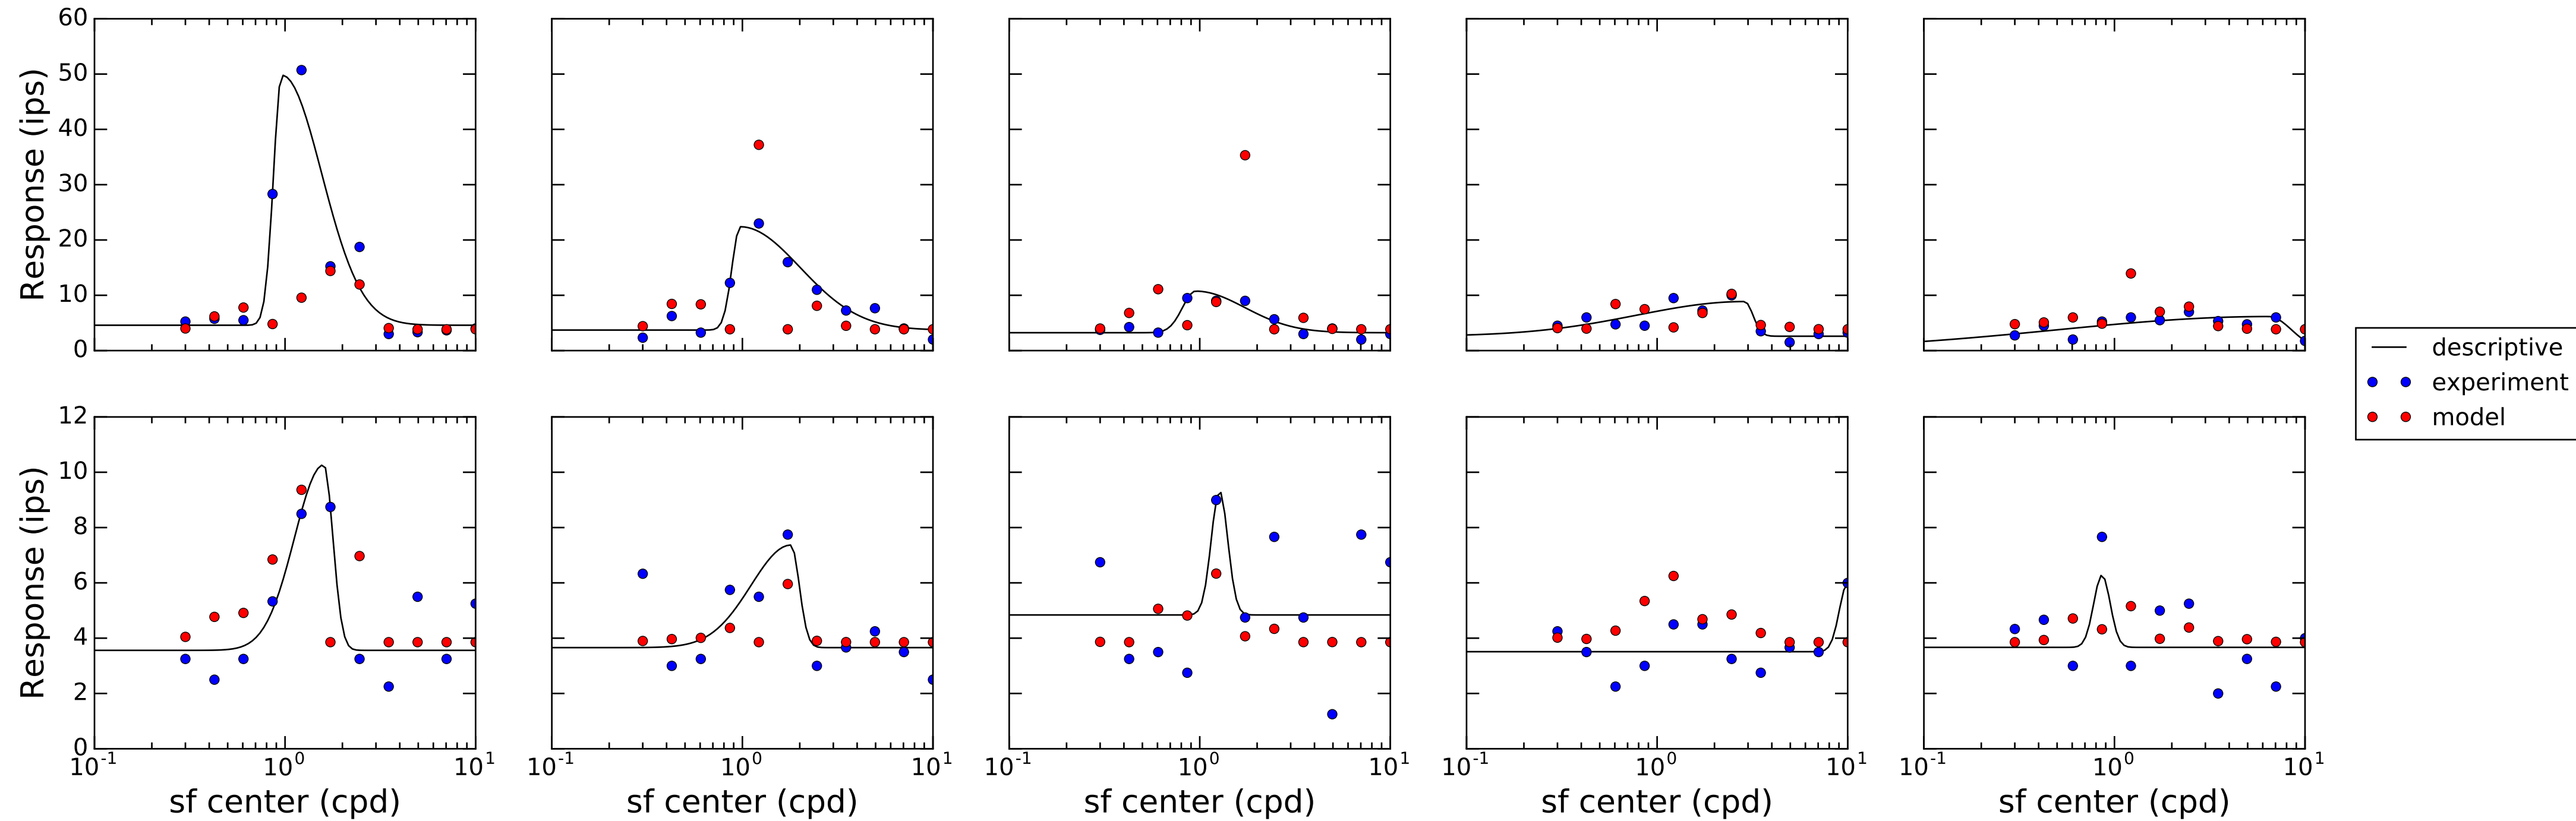 Response (ips)
60
50
40
30
20
10
0
descriptive
experiment
model
Response (ips)
12
10
8
6
4
2
0
10^-1 10^0 10^1
10^-1 10^0 10^1
10^-1 10^0 10^1
10^-1 10^0 10^1
10^-1 10^0 10^1
sf center (cpd)
sf center (cpd)
sf center (cpd)
sf center (cpd)
sf center (cpd)